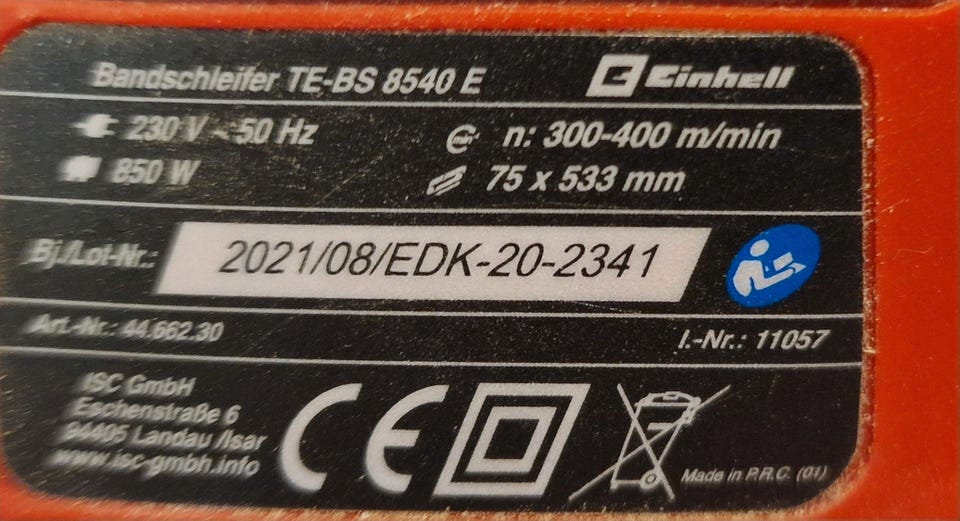 Bandschleifer TE-BS 8540 E
Einhell
230 V ~ 50 Hz
n: 300-400 m/min
850 W
75 x 533 mm
Bj./Lot-Nr.: 2021/08/EDK-20-2341
Art.-Nr.: 44.662.30
I.-Nr.: 11057
ISC GmbH
Eschenstraße 6
94405 Landau /Isar
www.isc-gmbh.info
CE
Made in P.R.C. (01)